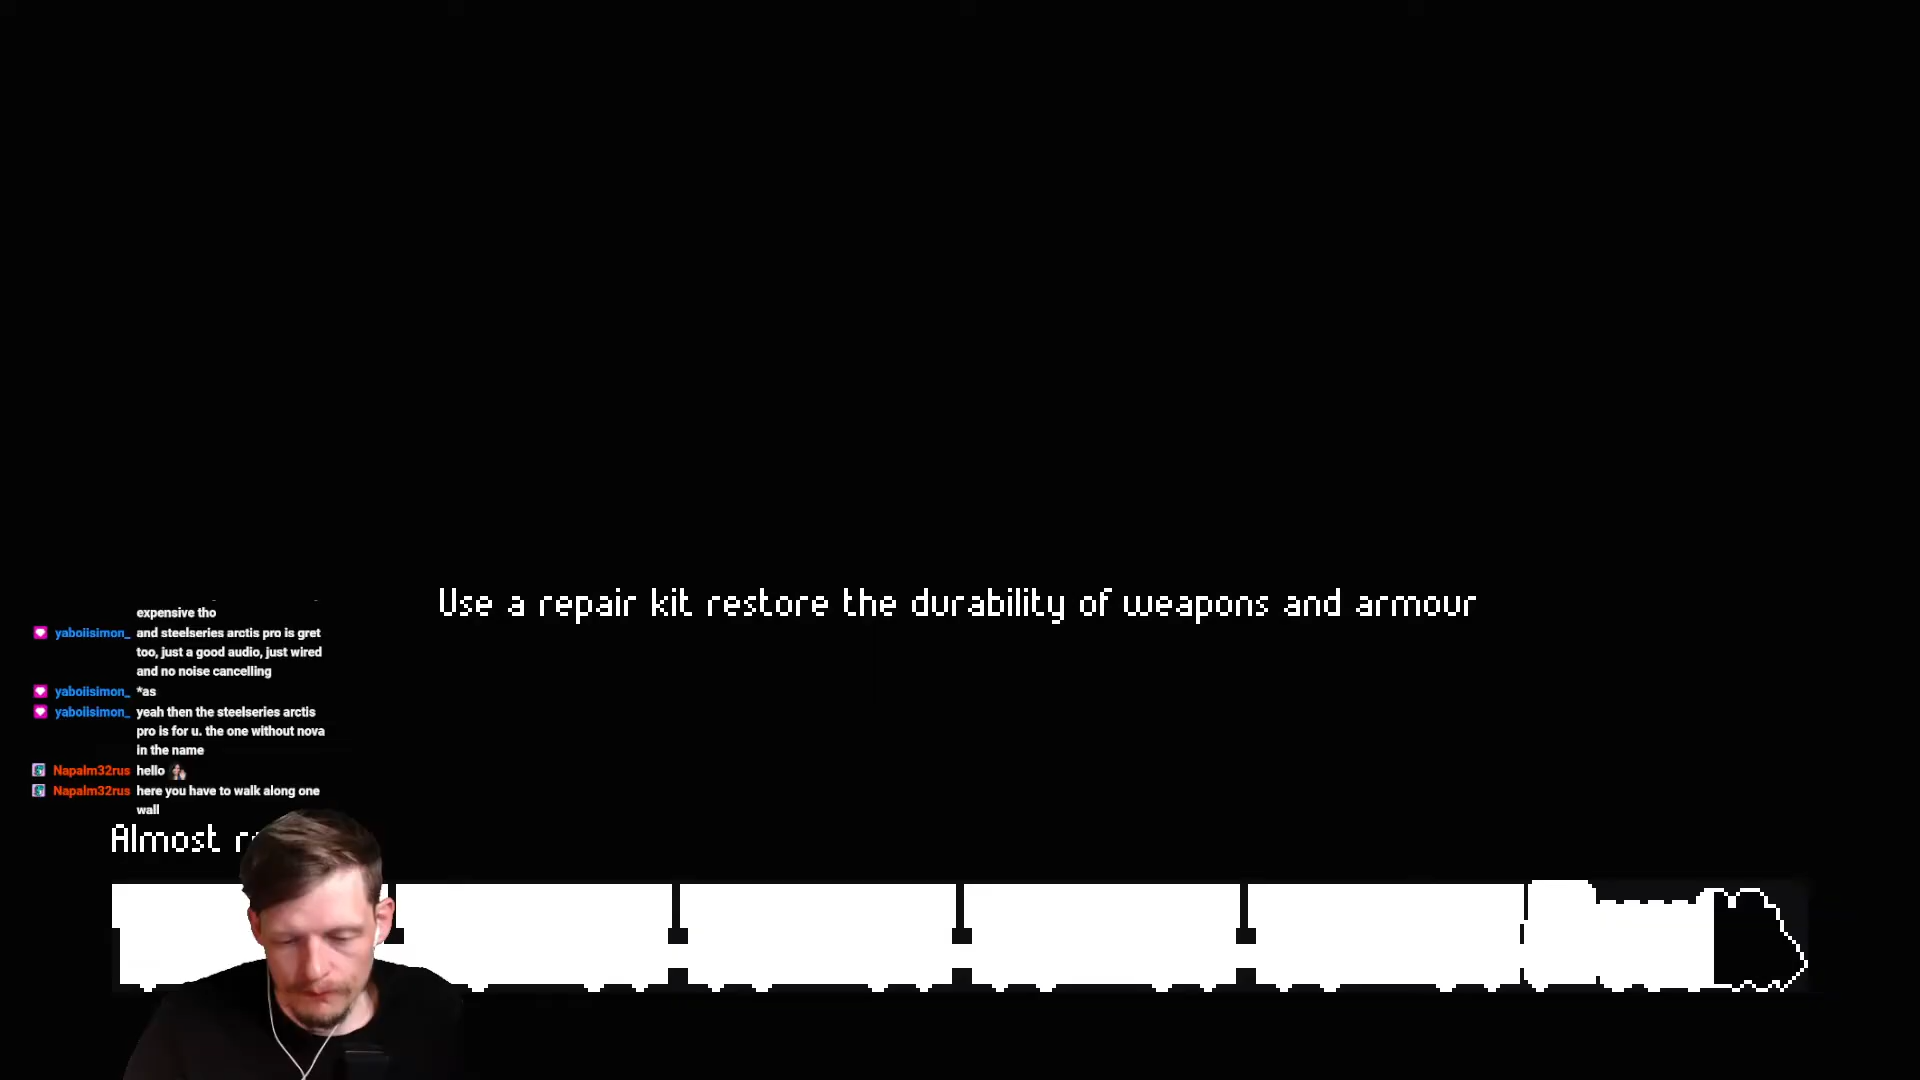 Use a repair kit restore the durability of weapons and armour
expensive tho
yaboiisimon_ and steelseries arctis pro is gret
too, just a good audio, just wired
and no noise cancelling
yaboiisimon_ *as
yaboiisimon_ yeah then the steelseries arctis
pro is for u. the one without nova
in the name
Napalm32rus hello
Napalm32rus here you have to walk along one
wall
Almost